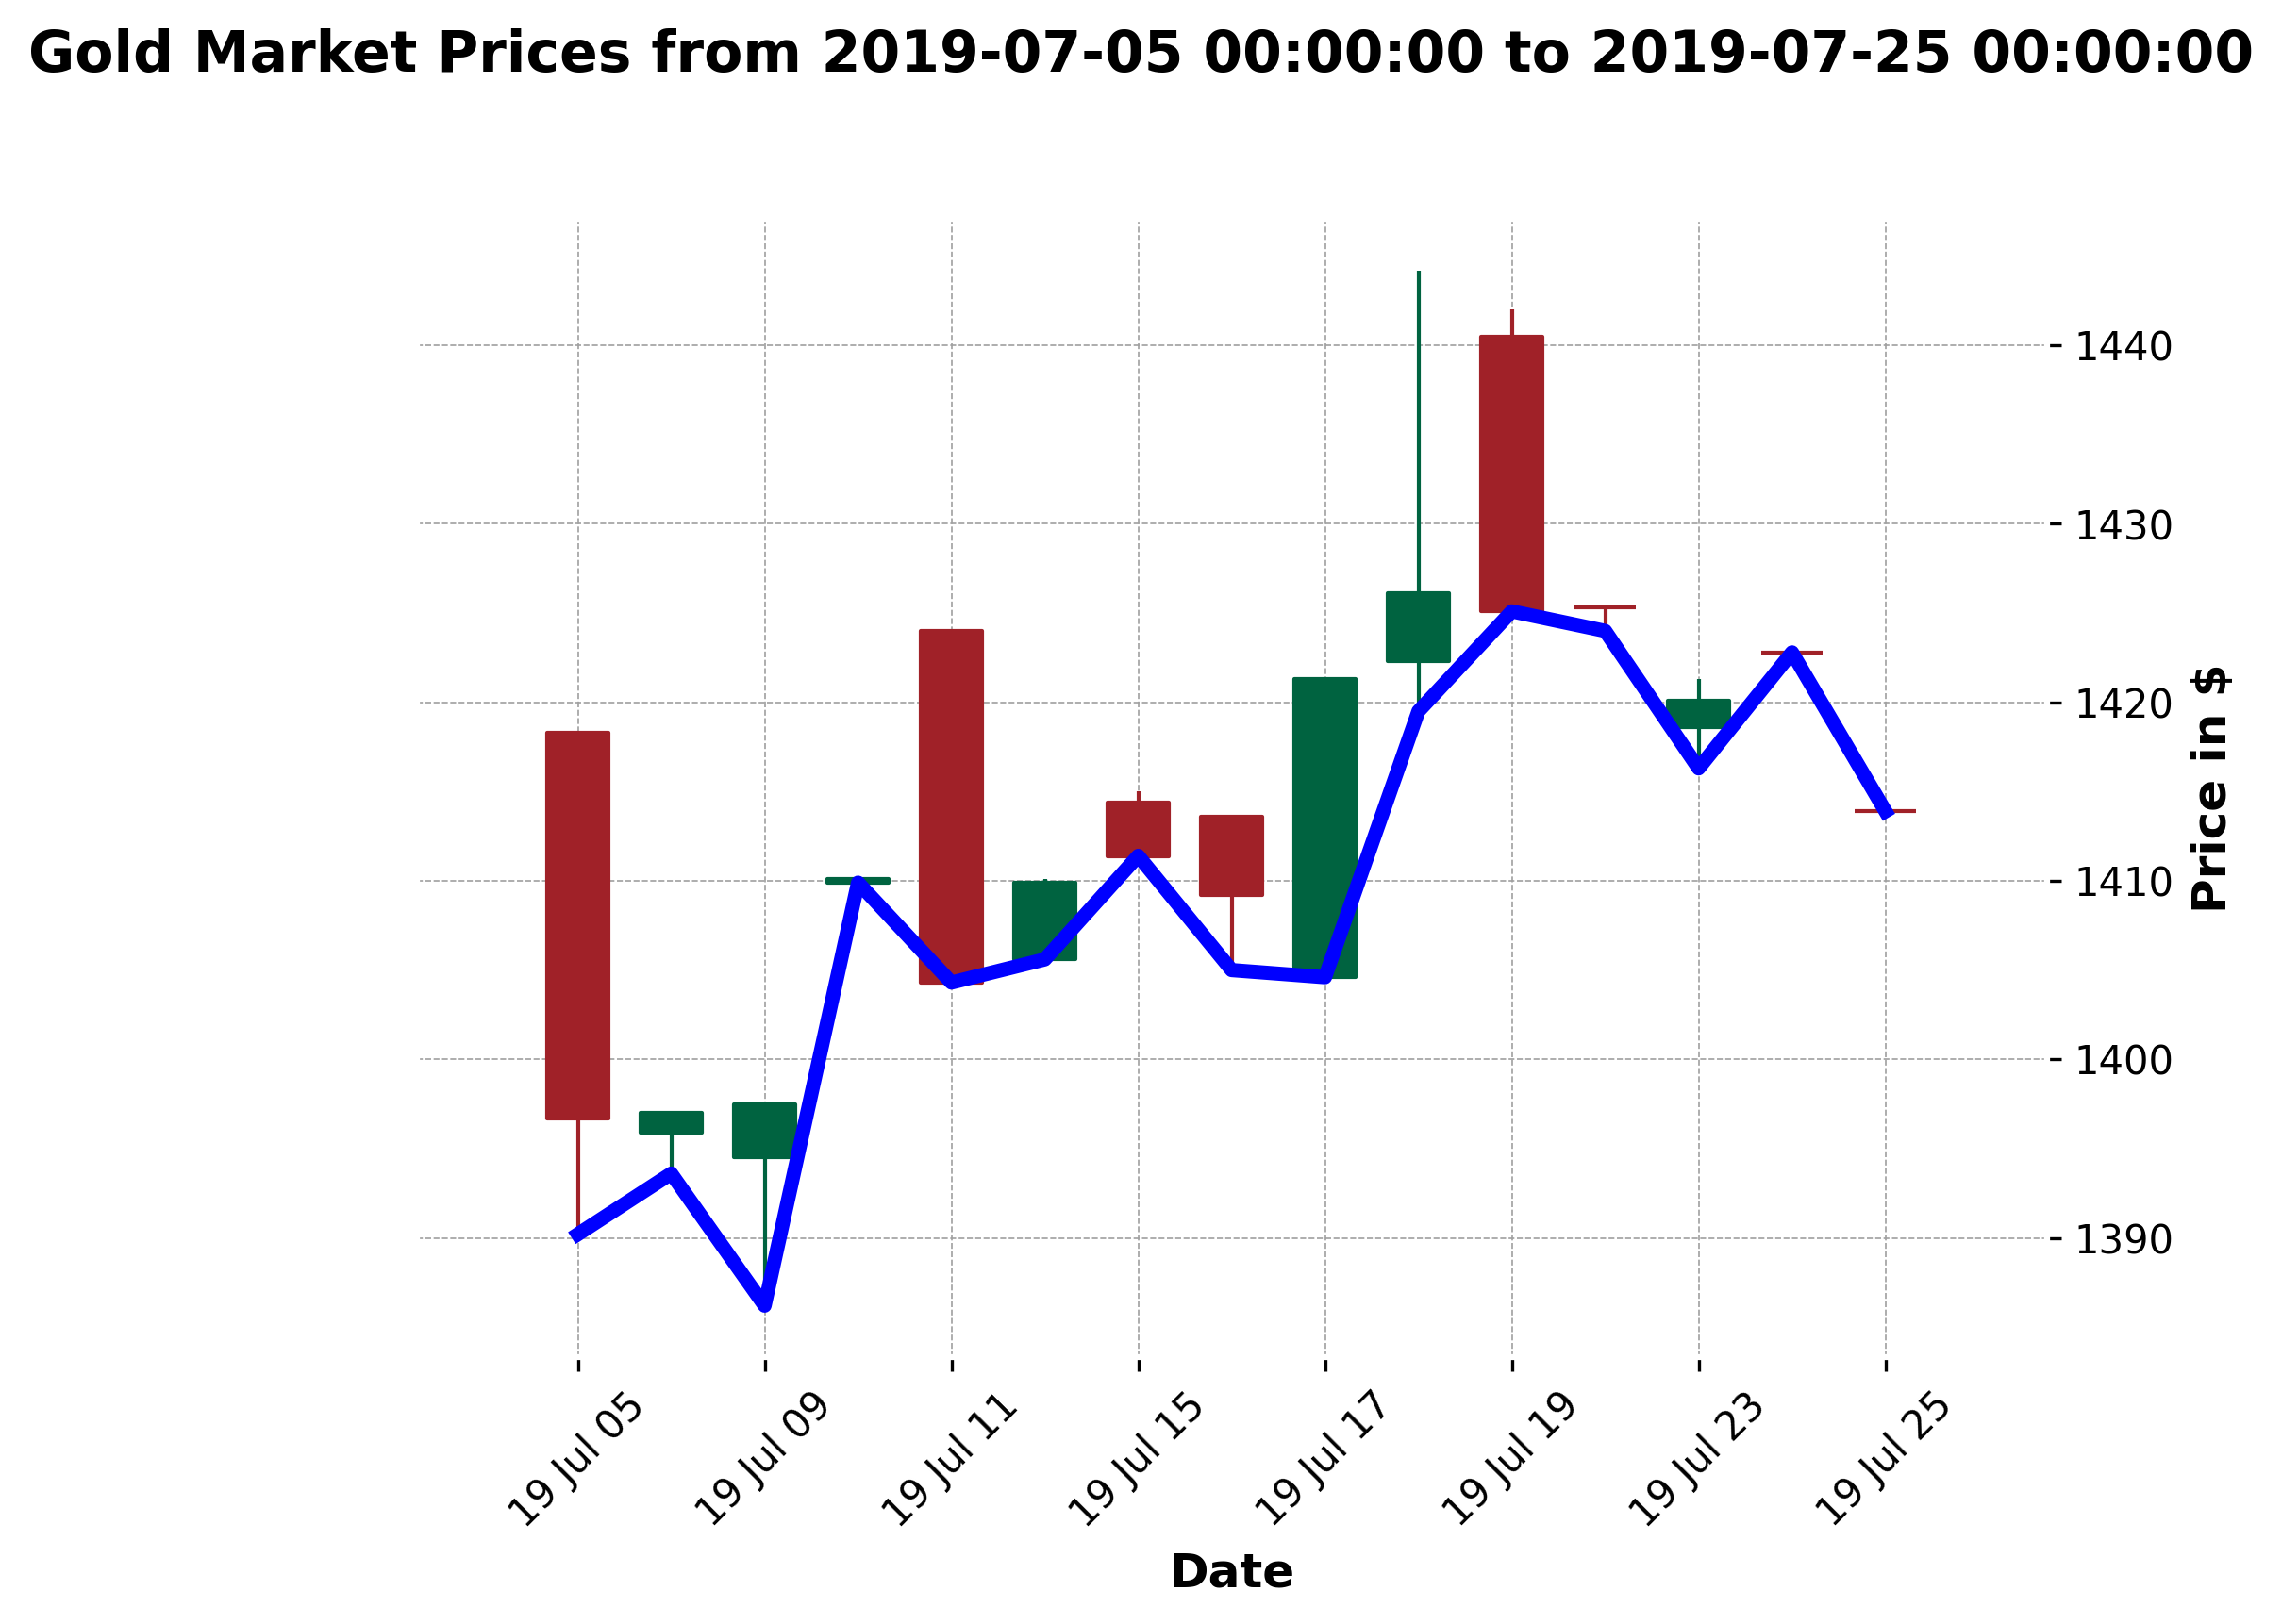 Gold Market Prices from 2019-07-05 00:00:00 to 2019-07-25 00:00:00
1440
1430
1420
1410
1400
1390
Price in $
19 Jul 05
19 Jul 09
19 Jul 11
19 Jul 15
19 Jul 17
19 Jul 19
19 Jul 23
19 Jul 25
Date